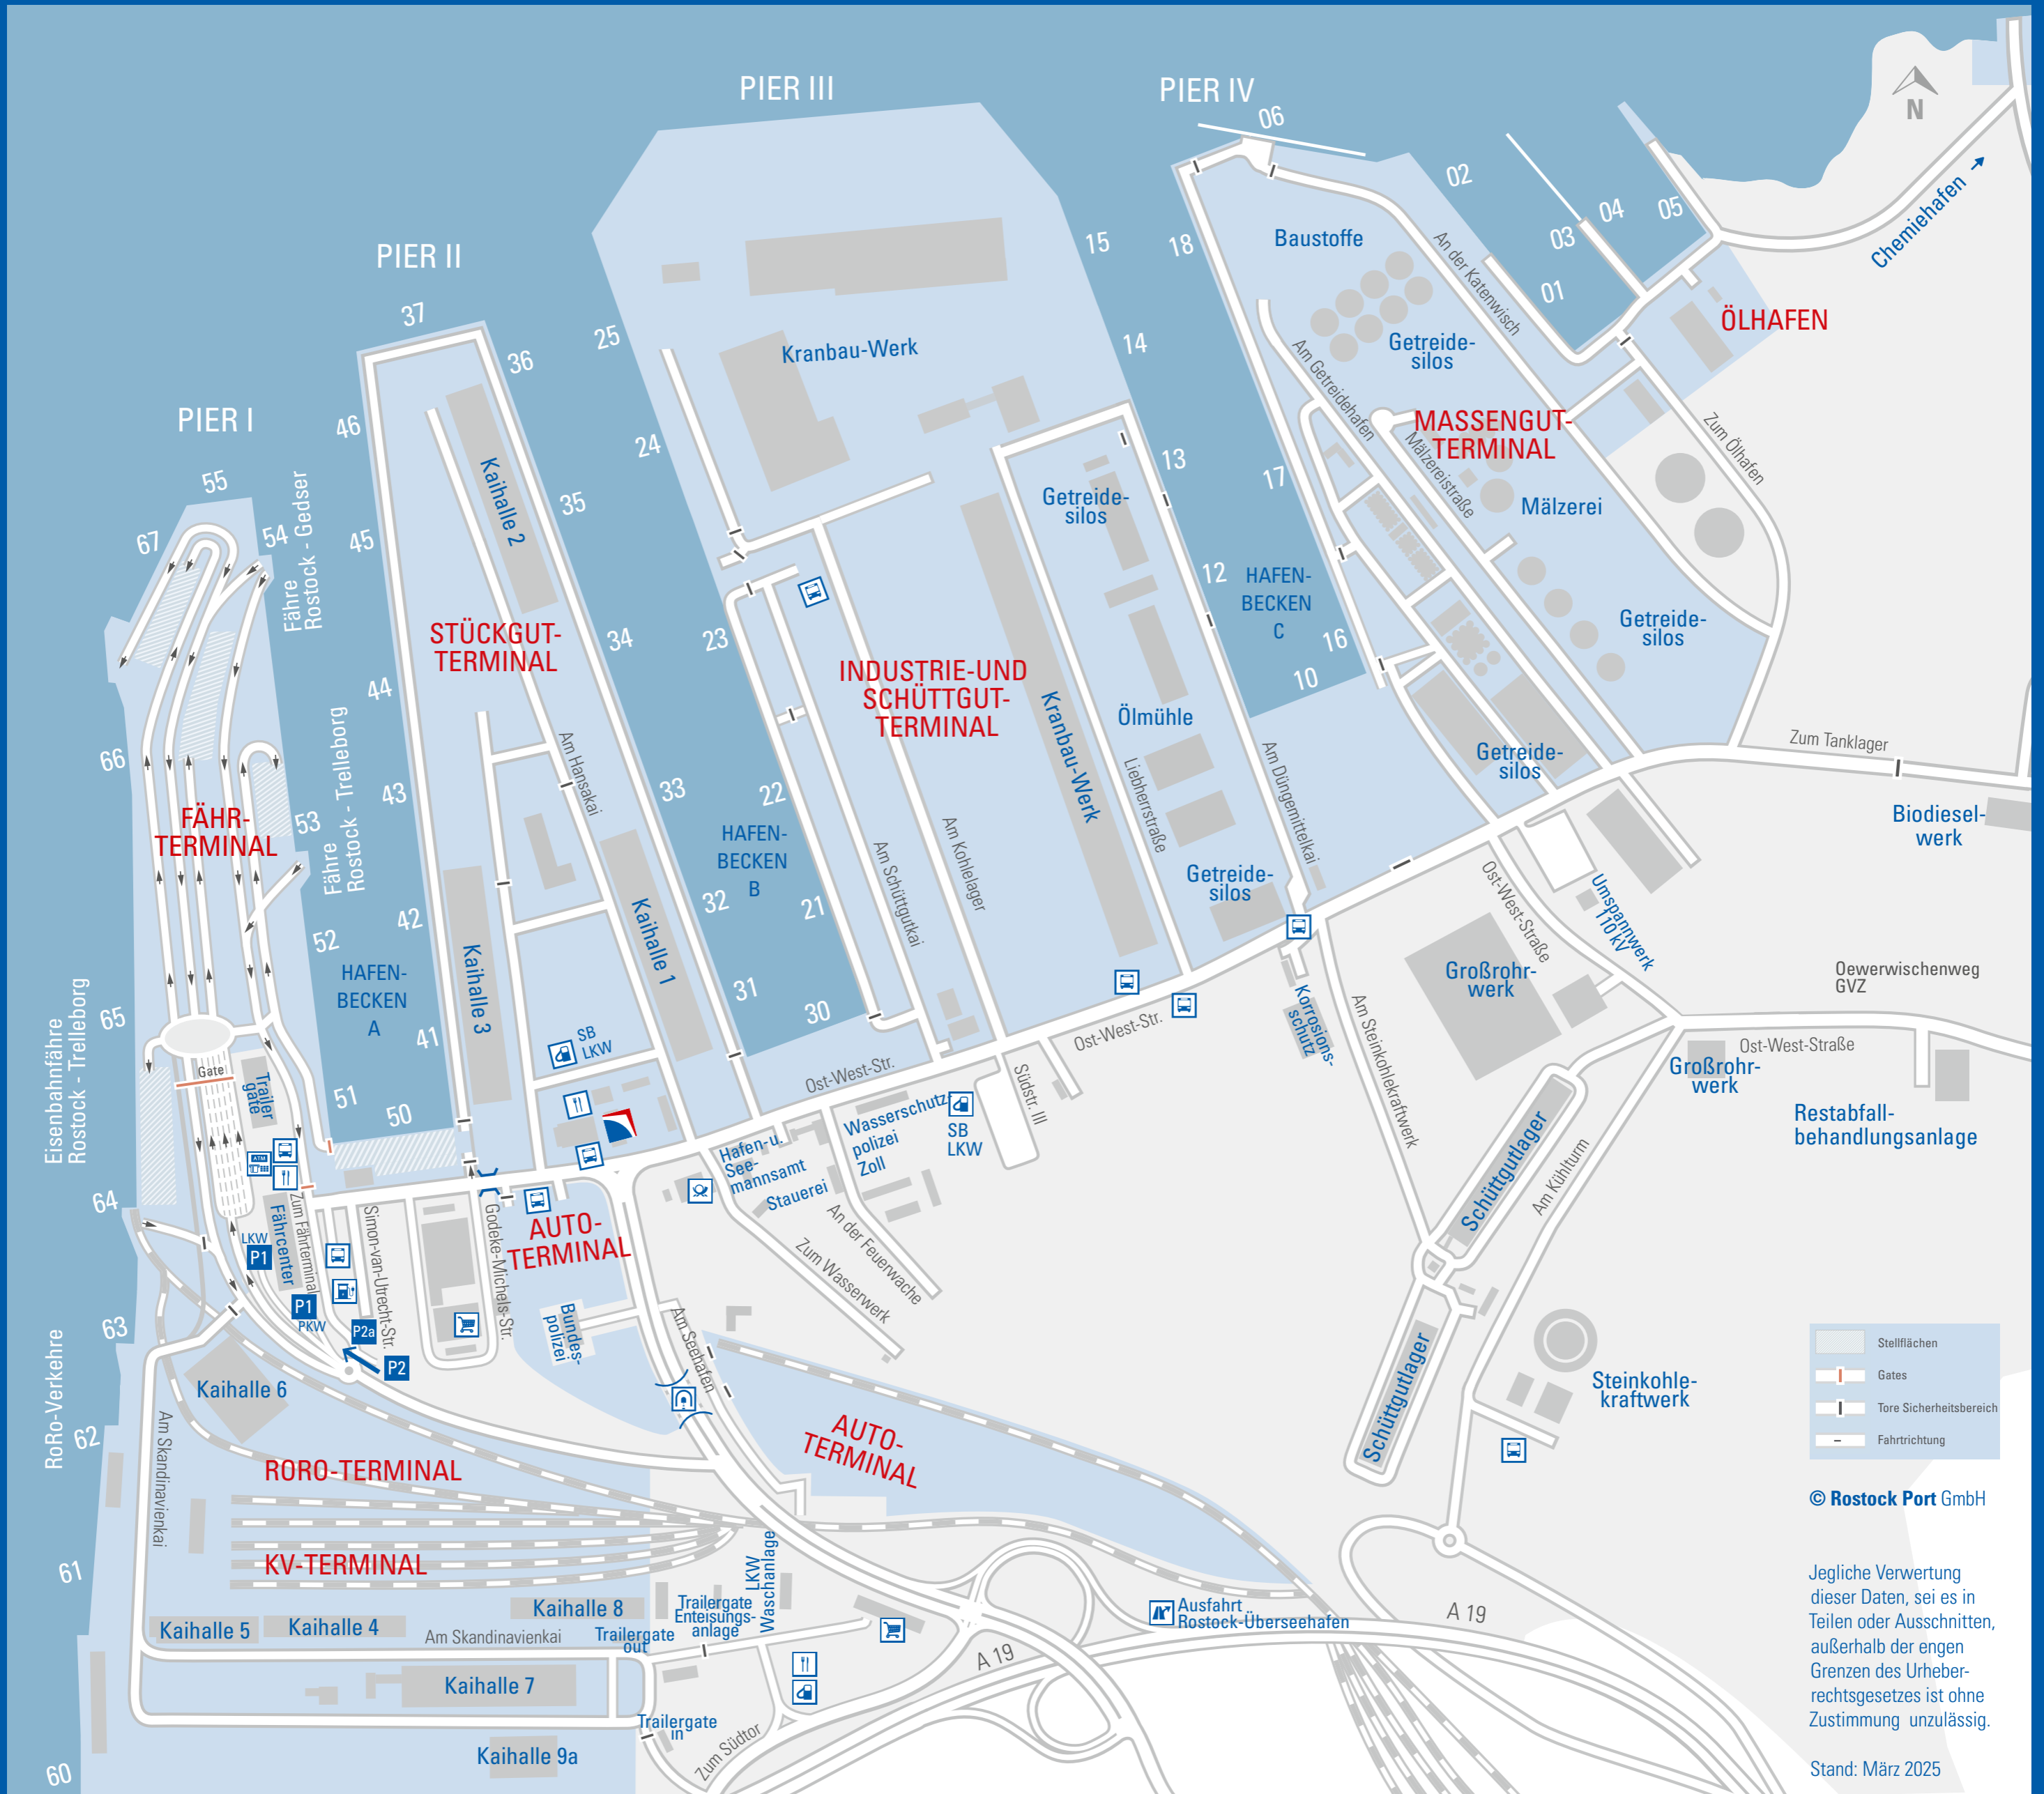 PIER III
PIER IV
06
02
04
05
03
01
N
Chemiehafen
PIER II
37
36
25
15
18
Baustoffe
An der Katenwisch
ÖLHAFEN
Kranbau-Werk
14
Getreide-
silos
Am Getreidehafen
MASSENGUT-
TERMINAL
Mälzereistraße
Zum Ölhafen
PIER I
55
46
24
13
17
Kaihalle 2
35
Getreide-
silos
Mälzerei
67
54
Fähre
Rostock - Gedser
45
12
HAFEN-
BECKEN
C
16
10
Getreide-
silos
STÜCKGUT-
TERMINAL
34
23
INDUSTRIE-UND
SCHÜTTGUT-
TERMINAL
44
Kranbau-Werk
Ölmühle
66
Fähre
Rostock - Trelleborg
Am Hansakai
Getreide-
silos
Zum Tanklager
FÄHR-
TERMINAL
53
43
33
22
HAFEN-
BECKEN
B
Liebherrstraße
Am Düngemittelkai
Biodiesel-
werk
Am Kohlelager
Am Schüttgutkai
52
42
32
21
Kaihalle 1
Getreide-
silos
Ost-West-Straße
Umspannwerk
110 kV
HAFEN-
BECKEN
A
Kaihalle 3
31
30
Großrohr-
werk
Oewerwischenweg
GVZ
Korrosions-
schutz
Am Steinkohlekraftwerk
Eisenbahnfähre
Rostock - Trelleborg
65
41
SB
LKW
Ost-West-Str.
Ost-West-Str.
Südstr. III
Ost-West-Straße
Großrohr-
werk
Gate
Trailer
gate
51
50
Wasserschutz-
polizei
Zoll
SB
LKW
Restabfall-
behandlungsanlage
Hafen-u.
See-
mannsamt
Stauerei
Schüttgutlager
Am Kühlturm
ATM
64
LKW
P1
Fährcenter
Zum Fährterminal
Simon-van-Utrecht-Str.
Godeke-Michels-Str.
AUTO-
TERMINAL
An der Feuerwache
Zum Wasserwerk
P1
PKW
P2a
P2
Bundes-
polizei
Am Seehafen
63
RoRo-Verkehre
Kaihalle 6
Schüttgutlager
Steinkohle-
kraftwerk
Stellflächen
Gates
Tore Sicherheitsbereich
Fahrtrichtung
62
Am Skandinavienkai
RORO-TERMINAL
AUTO-
TERMINAL
© Rostock Port GmbH
61
KV-TERMINAL
LKW
Waschanlage
Jegliche Verwertung
dieser Daten, sei es in
Teilen oder Ausschnitten,
außerhalb der engen
Grenzen des Urheber-
rechtsgesetzes ist ohne
Zustimmung unzulässig.
Kaihalle 5
Kaihalle 4
Kaihalle 8
Trailergate
Enteisungs-
anlage
Ausfahrt
Rostock-Überseehafen
A 19
Am Skandinavienkai
Trailergate
out
A 19
Kaihalle 7
Trailergate
in
Zum Südtor
60
Kaihalle 9a
Stand: März 2025